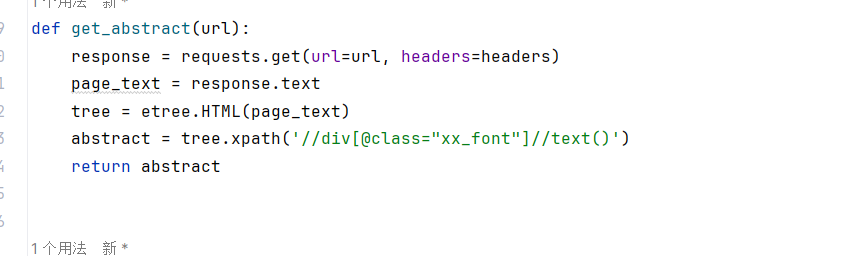 1 个用法 新 *
9
def get_abstract(url):
0
response = requests.get(url=url, headers=headers)
1
page_text = response.text
2
tree = etree.HTML(page_text)
3
abstract = tree.xpath('//div[@class="xx_font"]//text()')
4
return abstract
5
6
1 个用法 新 *